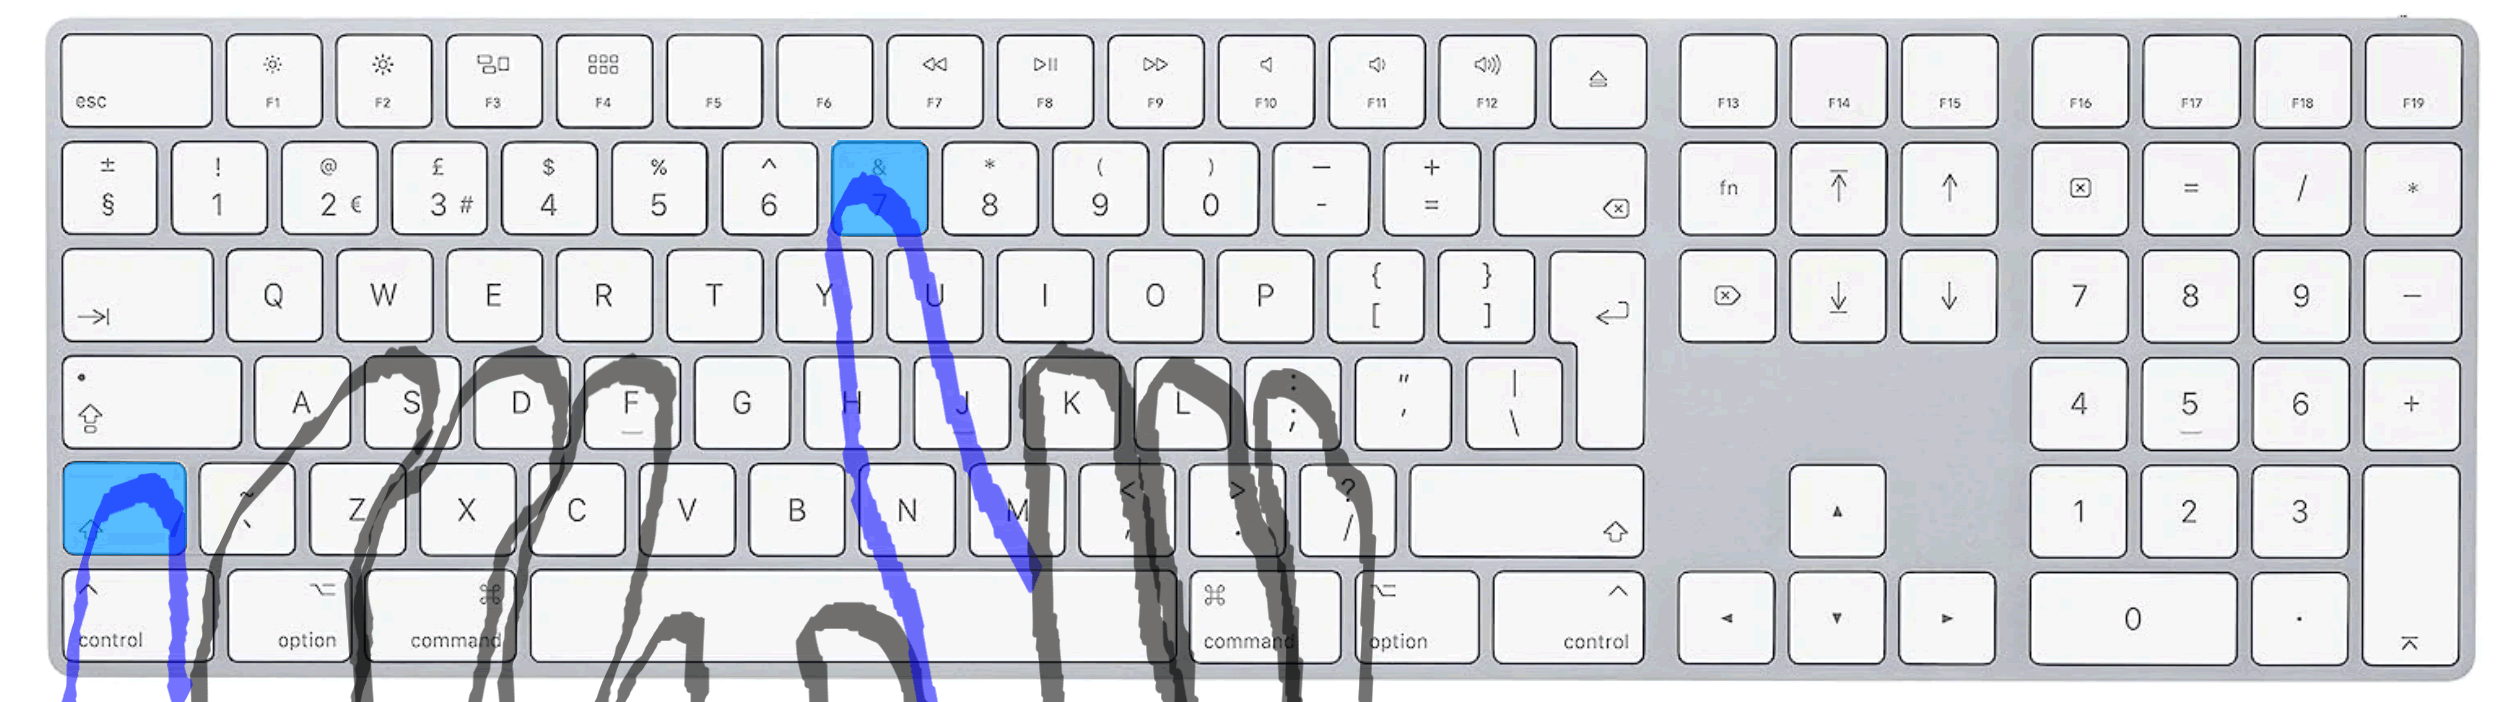 esc F1 F2 F3 F4 F5 F6 F7 F8 F9 F10 F11 F12 F13 F14 F15 F16 F17 F18 F19
± ! @ £ $ % ^ & * ( ) — +
§ 1 2 € 3 # 4 5 6 7 8 9 0 - = fn = / *
Q W E R T Y U I O P { [ } ] 7 8 9 —
A S D F G H J K L : ; " ' | \ 4 5 6 +
~ ` Z X C V B N M < , > . ? / 1 2 3
control option command command option control 0 .